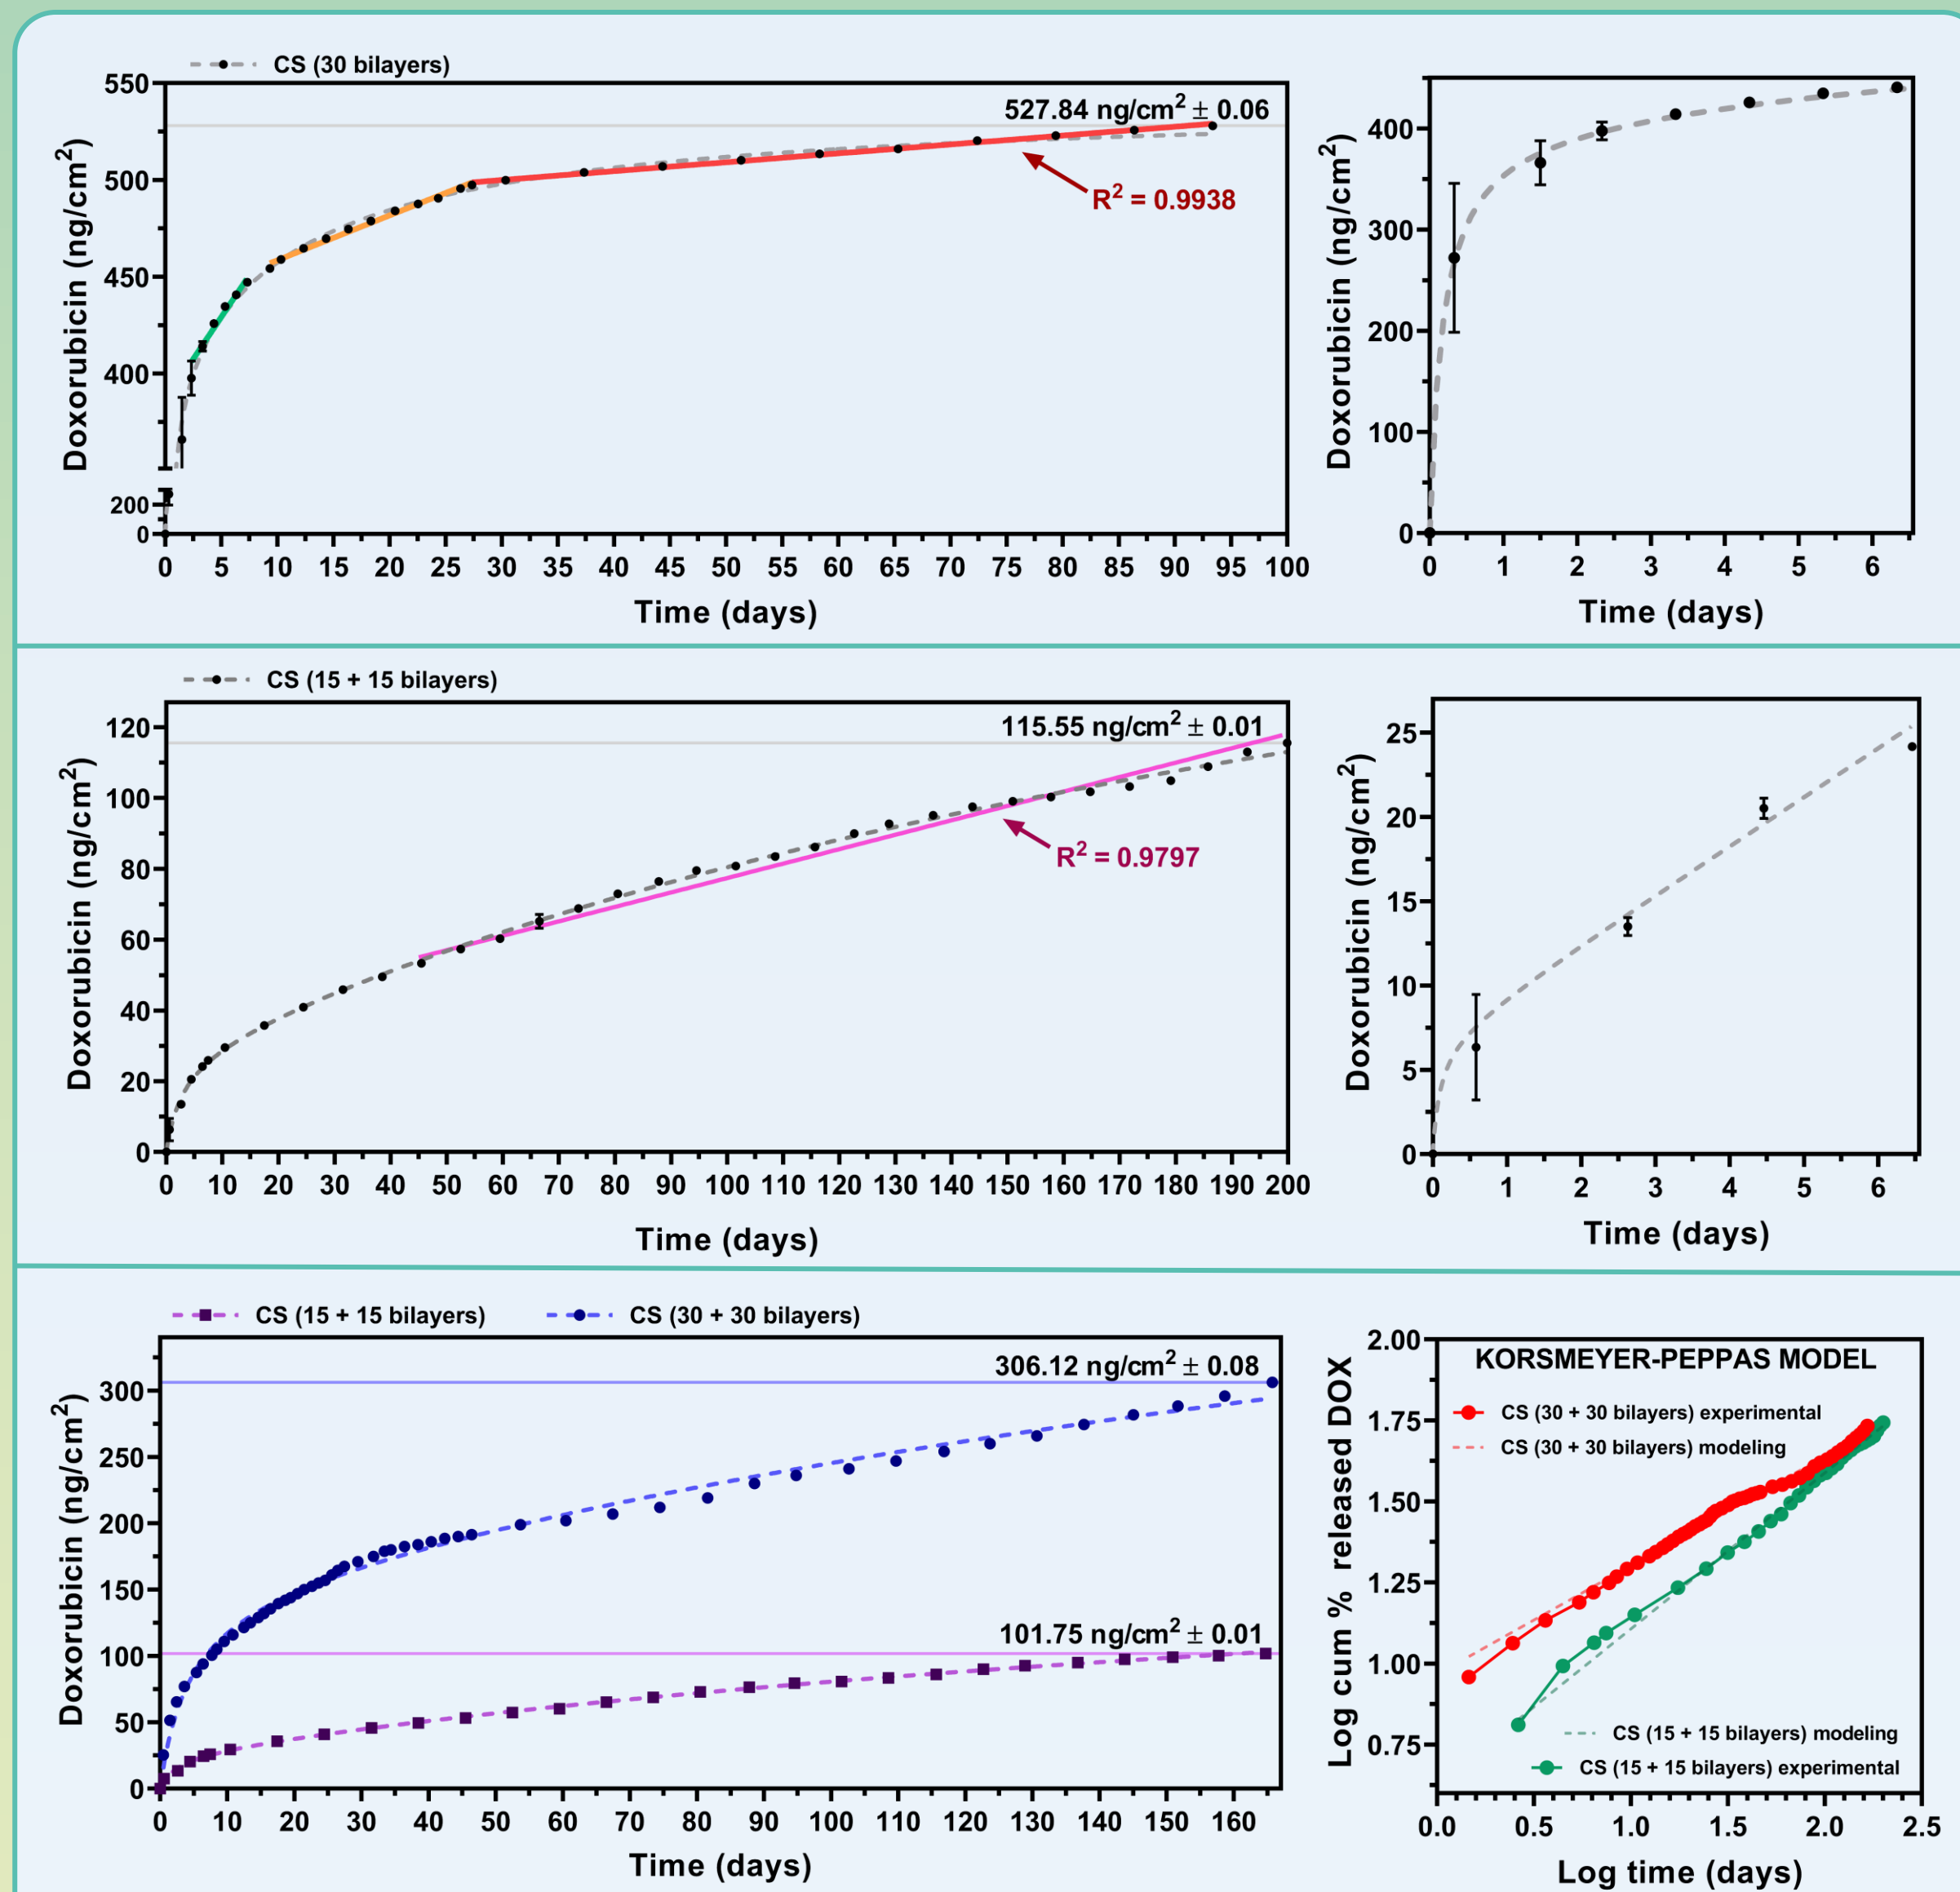 CS (30 bilayers)
Doxorubicin (ng/cm²)
550
500
450
400
200
0
527.84 ng/cm² ± 0.06
R² = 0.9938
0 5 10 15 20 25 30 35 40 45 50 55 60 65 70 75 80 85 90 95 100
Time (days)
Doxorubicin (ng/cm²)
400
300
200
100
0
0 1 2 3 4 5 6
Time (days)
CS (15 + 15 bilayers)
Doxorubicin (ng/cm²)
120
100
80
60
40
20
0
115.55 ng/cm² ± 0.01
R² = 0.9797
0 10 20 30 40 50 60 70 80 90 100 110 120 130 140 150 160 170 180 190 200
Time (days)
Doxorubicin (ng/cm²)
25
20
15
10
5
0
0 1 2 3 4 5 6
Time (days)
CS (15 + 15 bilayers) CS (30 + 30 bilayers)
Doxorubicin (ng/cm²)
300
250
200
150
100
50
0
306.12 ng/cm² ± 0.08
101.75 ng/cm² ± 0.01
0 10 20 30 40 50 60 70 80 90 100 110 120 130 140 150 160
Time (days)
Log cum % released DOX
2.00
1.75
1.50
1.25
1.00
0.75
KORSMEYER-PEPPAS MODEL
CS (30 + 30 bilayers) experimental
CS (30 + 30 bilayers) modeling
CS (15 + 15 bilayers) modeling
CS (15 + 15 bilayers) experimental
0.0 0.5 1.0 1.5 2.0 2.5
Log time (days)